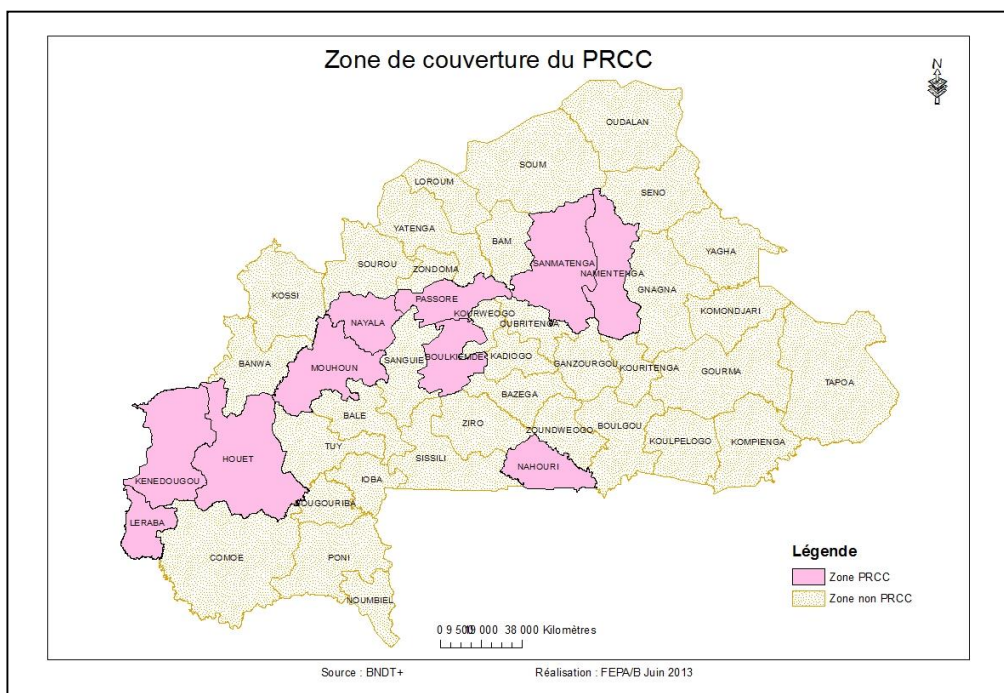 Zone de couverture du PRCC
N
OUDALAN
SOUM
LOROUM
SENO
YATENGA
BAM
YAGHA
SOUROU
ZONDOMA
SANMATENGA
NAMENTENGA
GNAGNA
KOSSI
PASSORE
KOURWEOGO
KOMONDJARI
NAYALA
OUBRITENGA
BANWA
MOUHOUN
SANGUIE
BOULKIEMDE
KADIOGO
GANZOURGOU
KOURITENGA
GOURMA
TAPOA
BAZEGA
BALE
ZIRO
ZOUNDWEOGO
BOULGOU
KOULPELOGO
KOMPIENGA
TUY
HOUET
SISSILI
NAHOURI
KENEDOUGOU
IOBA
BOUGOURIBA
LERABA
COMOE
PONI
NOUMBIEL
Légende
Zone PRCC
Zone non PRCC
38 000 Kilomètres
Source : BNDT+ Réalisation : FEPA/B Juin 2013